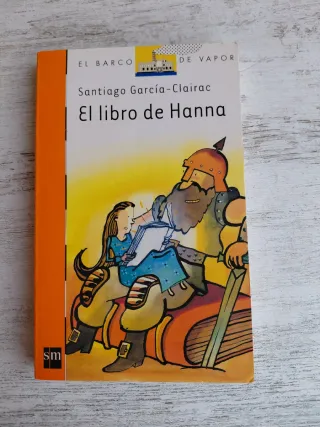 EL BARCO DE VAPOR
Santiago García-Clairac
El libro de Hanna
sm